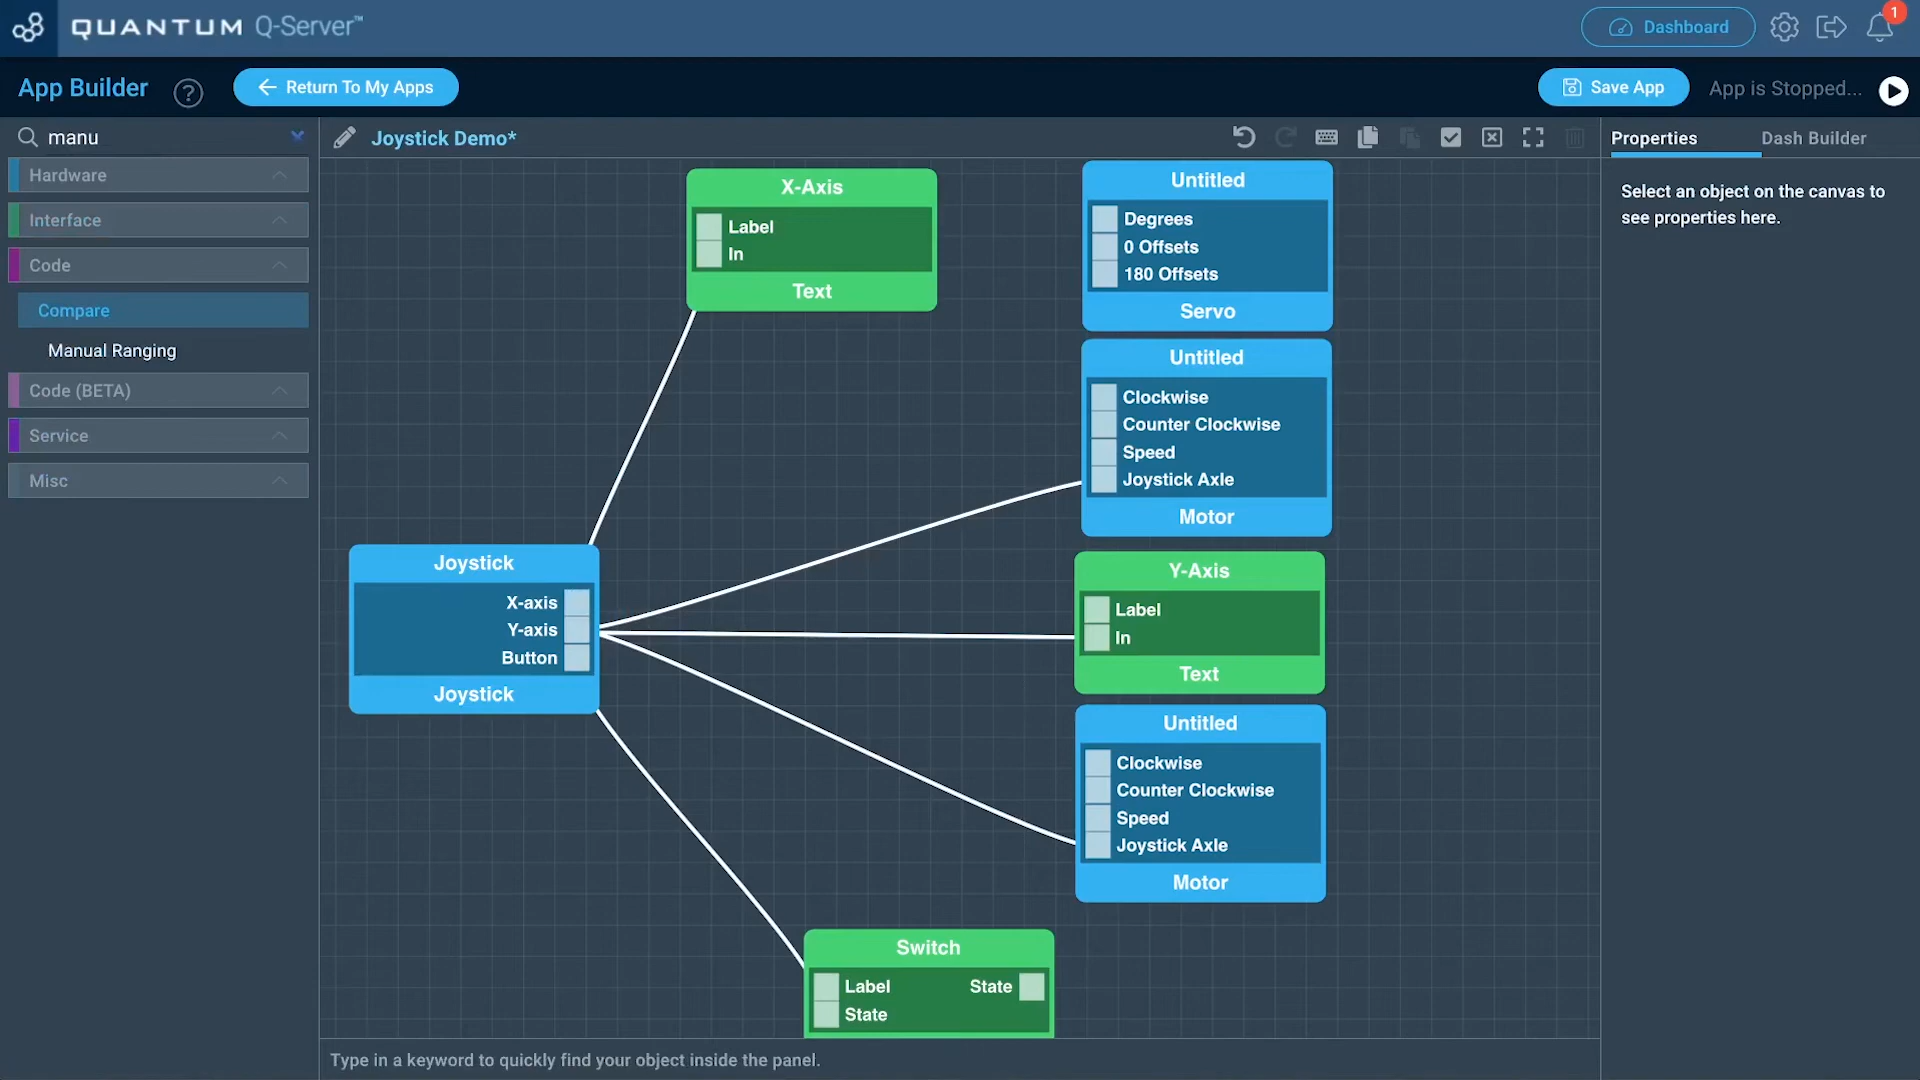 QUANTUM Q-Server™
Dashboard
1
App Builder
?
Return To My Apps
Save App
App is Stopped...
manu
Hardware
Interface
Code
Compare
Manual Ranging
Code (BETA)
Service
Misc
Joystick Demo*
Properties
Dash Builder
Select an object on the canvas to
see properties here.
X-Axis
Label
In
Text
Untitled
Degrees
0 Offsets
180 Offsets
Servo
Untitled
Clockwise
Counter Clockwise
Speed
Joystick Axle
Motor
Joystick
X-axis
Y-axis
Button
Joystick
Y-Axis
Label
In
Text
Untitled
Clockwise
Counter Clockwise
Speed
Joystick Axle
Motor
Switch
Label State
State
Type in a keyword to quickly find your object inside the panel.